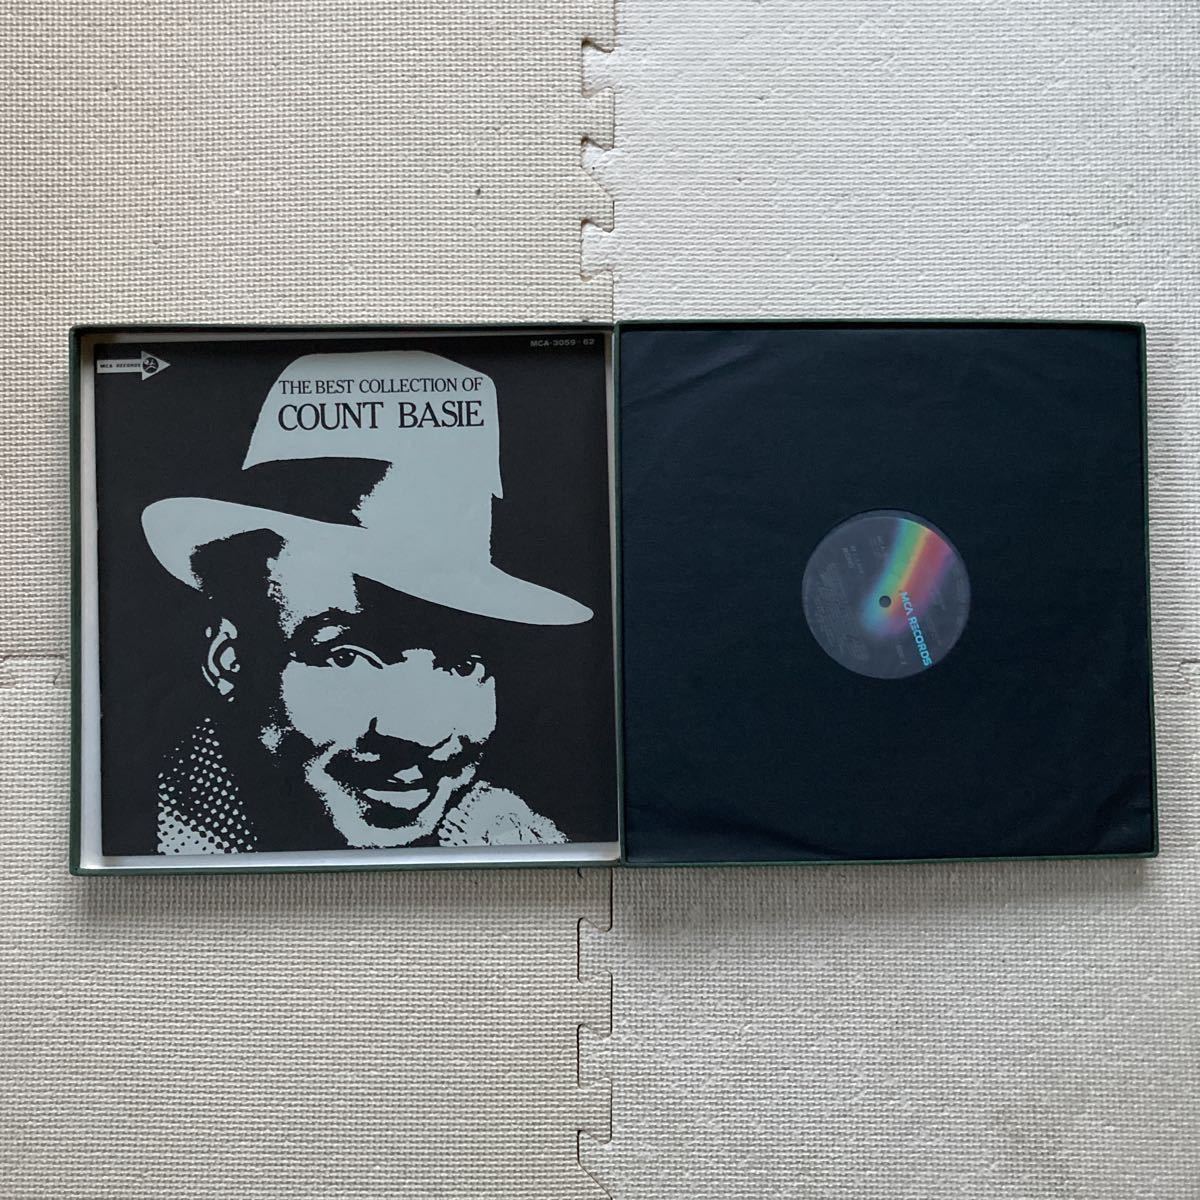 MCA RECORDS
MCA-3059~62
THE BEST COLLECTION OF
COUNT BASIE
MCA RECORDS